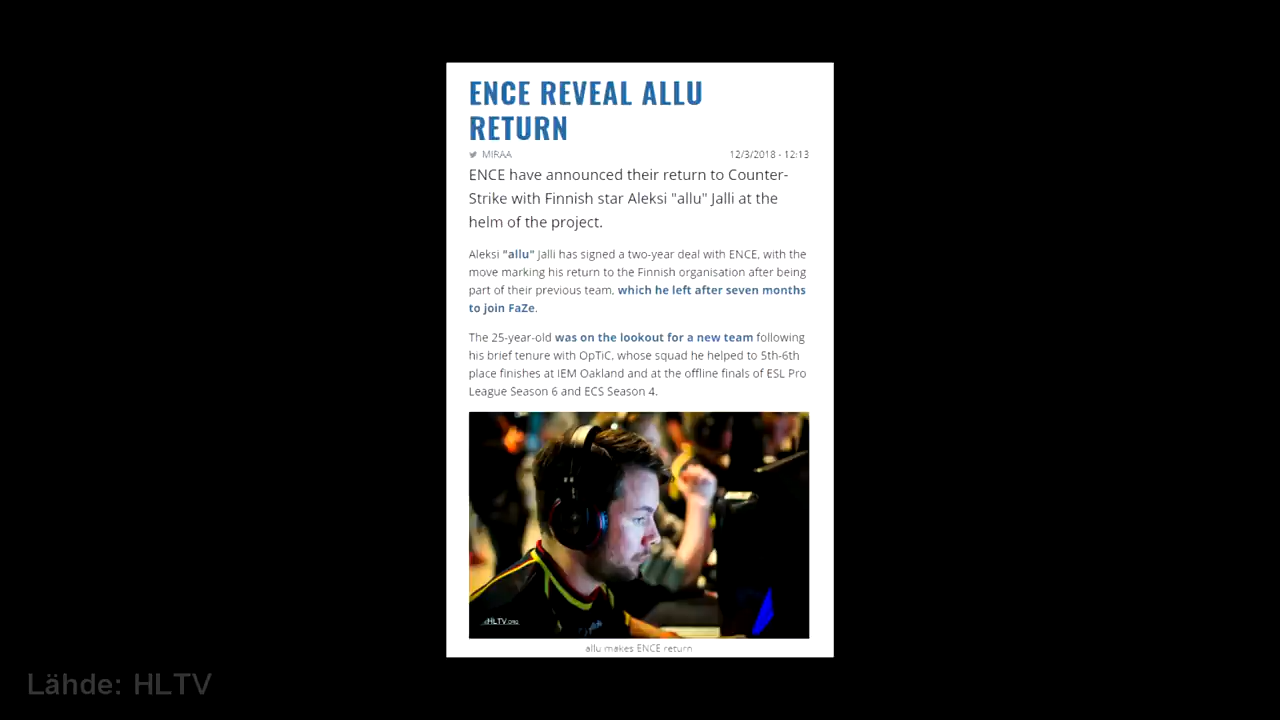 ENCE REVEAL ALLU
RETURN
MIRAA 12/3/2018 - 12:13
ENCE have announced their return to Counter-
Strike with Finnish star Aleksi "allu" Jalli at the
helm of the project.
Aleksi "allu" Jalli has signed a two-year deal with ENCE, with the
move marking his return to the Finnish organisation after being
part of their previous team, which he left after seven months
to join FaZe.
The 25-year-old was on the lookout for a new team following
his brief tenure with OpTiC, whose squad he helped to 5th-6th
place finishes at IEM Oakland and at the offline finals of ESL Pro
League Season 6 and ECS Season 4.
HLTV.ORG
allu makes ENCE return
Lähde: HLTV